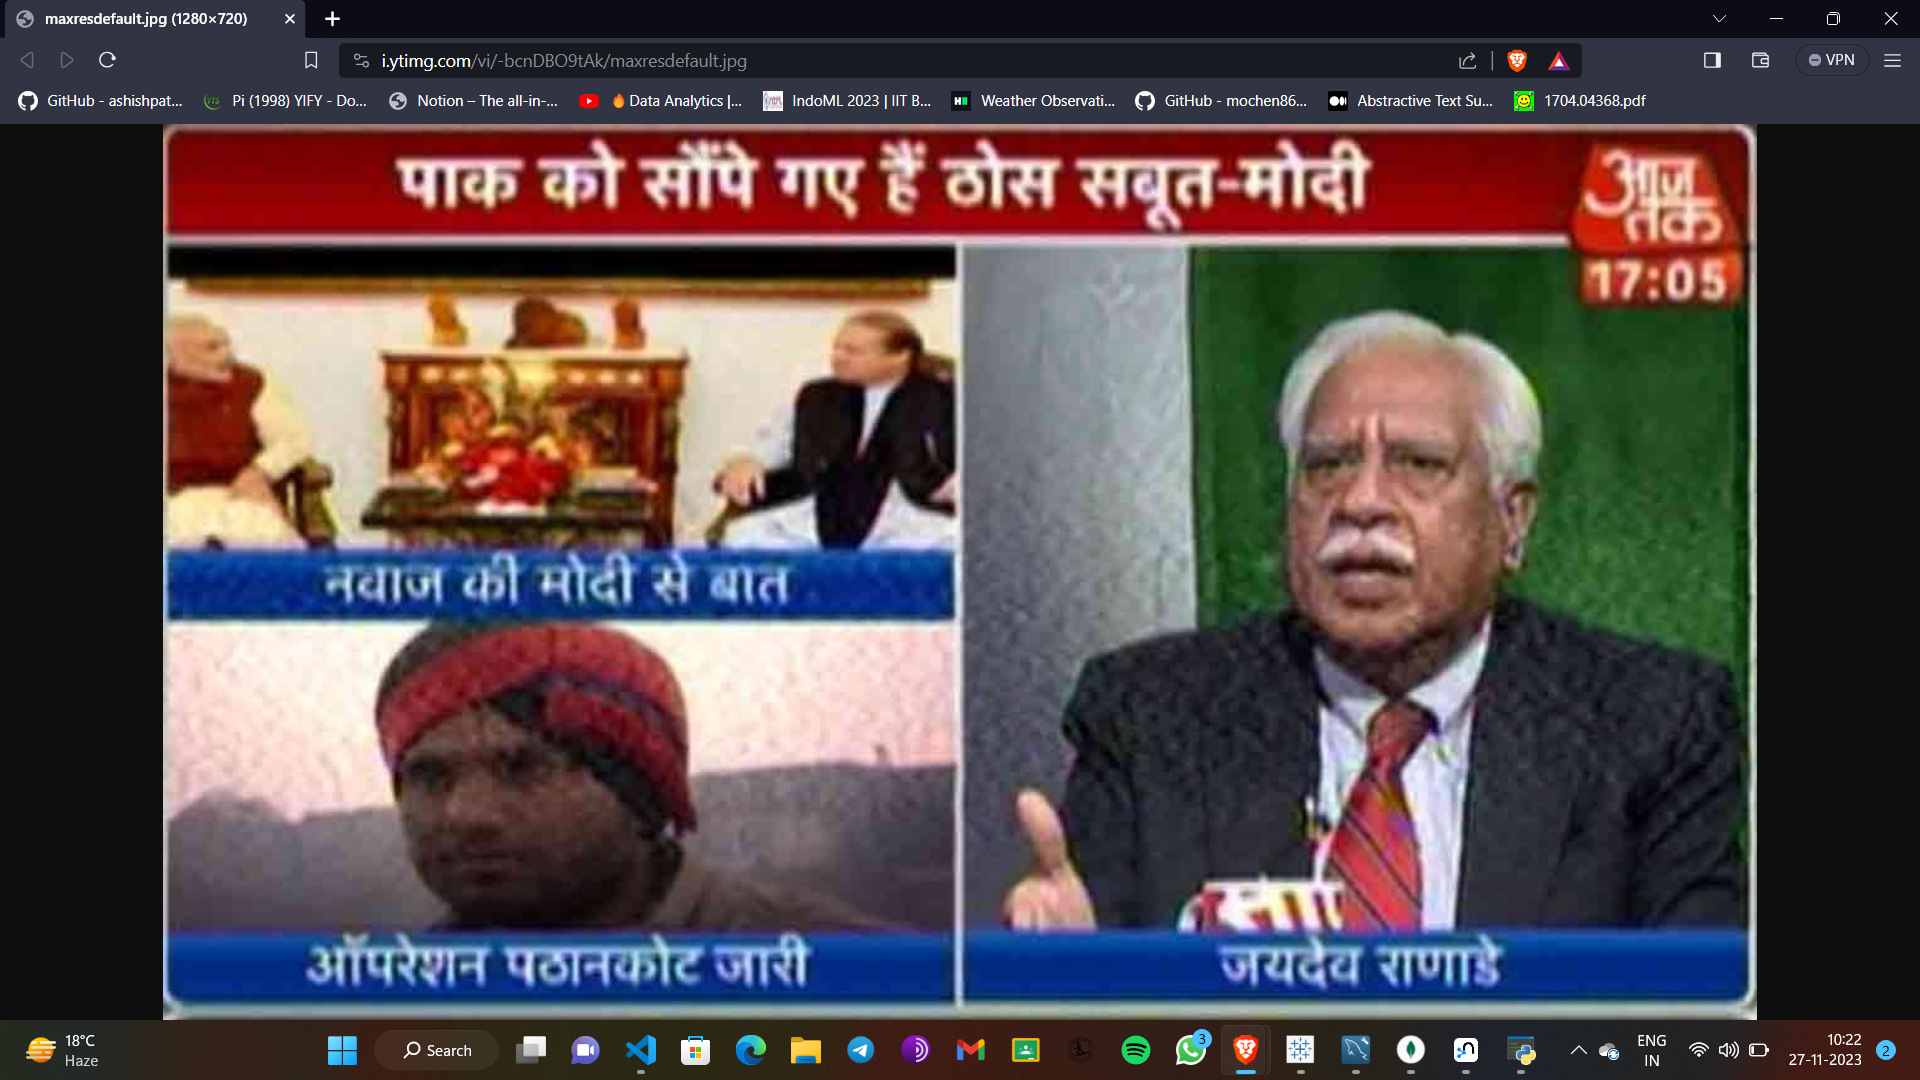 maxresdefault.jpg (1280×720)
i.ytimg.com/vi/-bcnDBO9tAk/maxresdefault.jpg
VPN
GitHub - ashishpat...
Pi (1998) YIFY - Do...
Notion – The all-in-...
Data Analytics |...
IndoML 2023 | IIT B...
Weather Observati...
GitHub - mochen86...
Abstractive Text Su...
1704.04368.pdf
पाक को सौंपे गए हैं ठोस सबूत-मोदी
आज
तक
17:05
नवाज की मोदी से बात
ऑपरेशन पठानकोट जारी
जयदेव राणाडे
18°C
Haze
Search
3
ENG
IN
10:22
27-11-2023
2